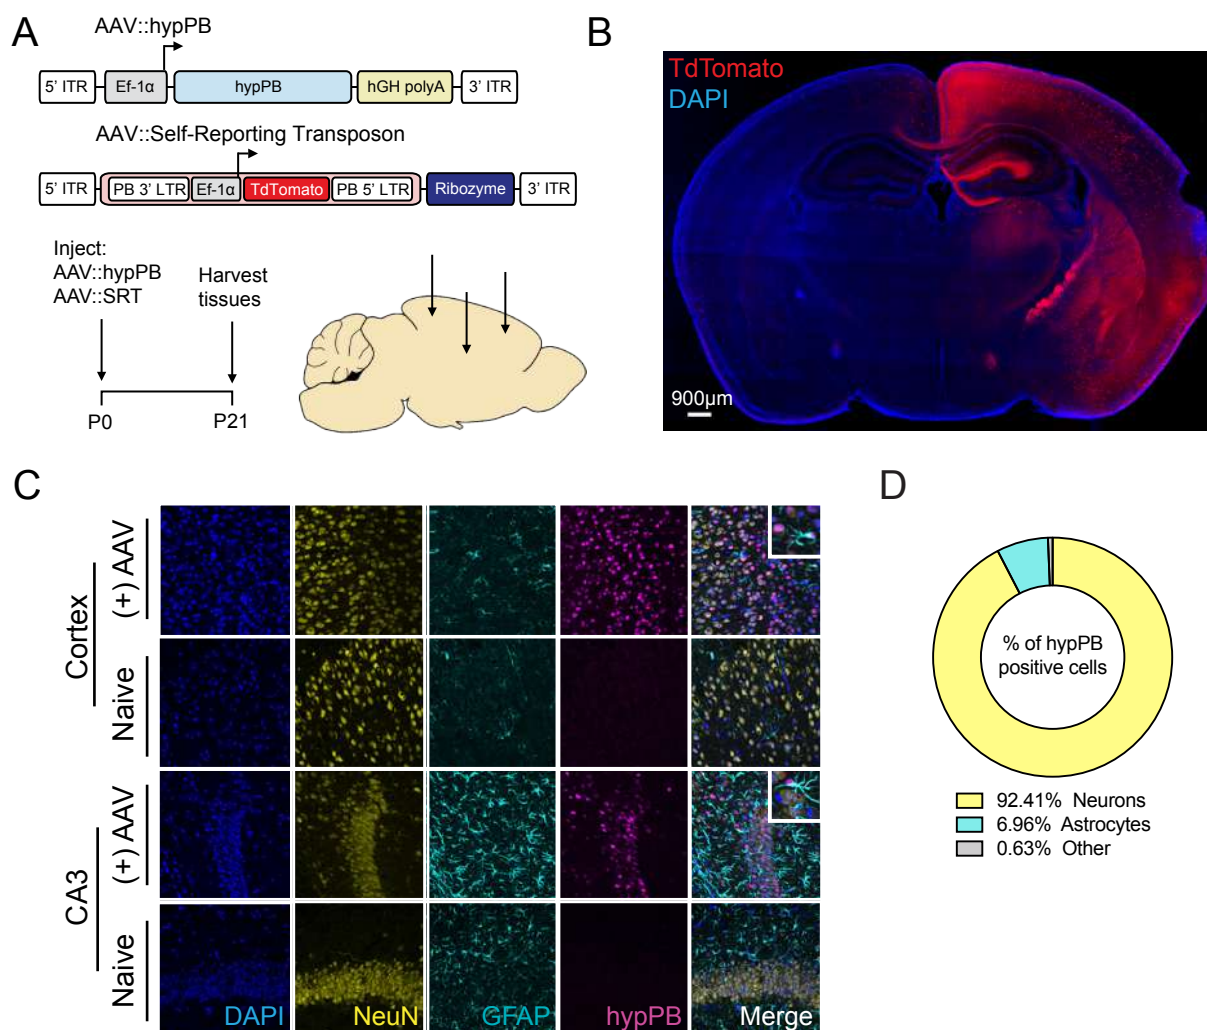 A
AAV::hypPB
5' ITR
Ef-1α
hypPB
hGH polyA
3' ITR
AAV::Self-Reporting Transposon
5' ITR
PB 3' LTR
Ef-1α
TdTomato
PB 5' LTR
Ribozyme
3' ITR
Inject:
AAV::hypPB
AAV::SRT
Harvest
tissues
P0
P21
B
TdTomato
DAPI
900µm
C
Cortex
(+) AAV
Naive
CA3
(+) AAV
Naive
DAPI
NeuN
GFAP
hypPB
Merge
D
% of hypPB
positive cells
92.41% Neurons
6.96% Astrocytes
0.63% Other